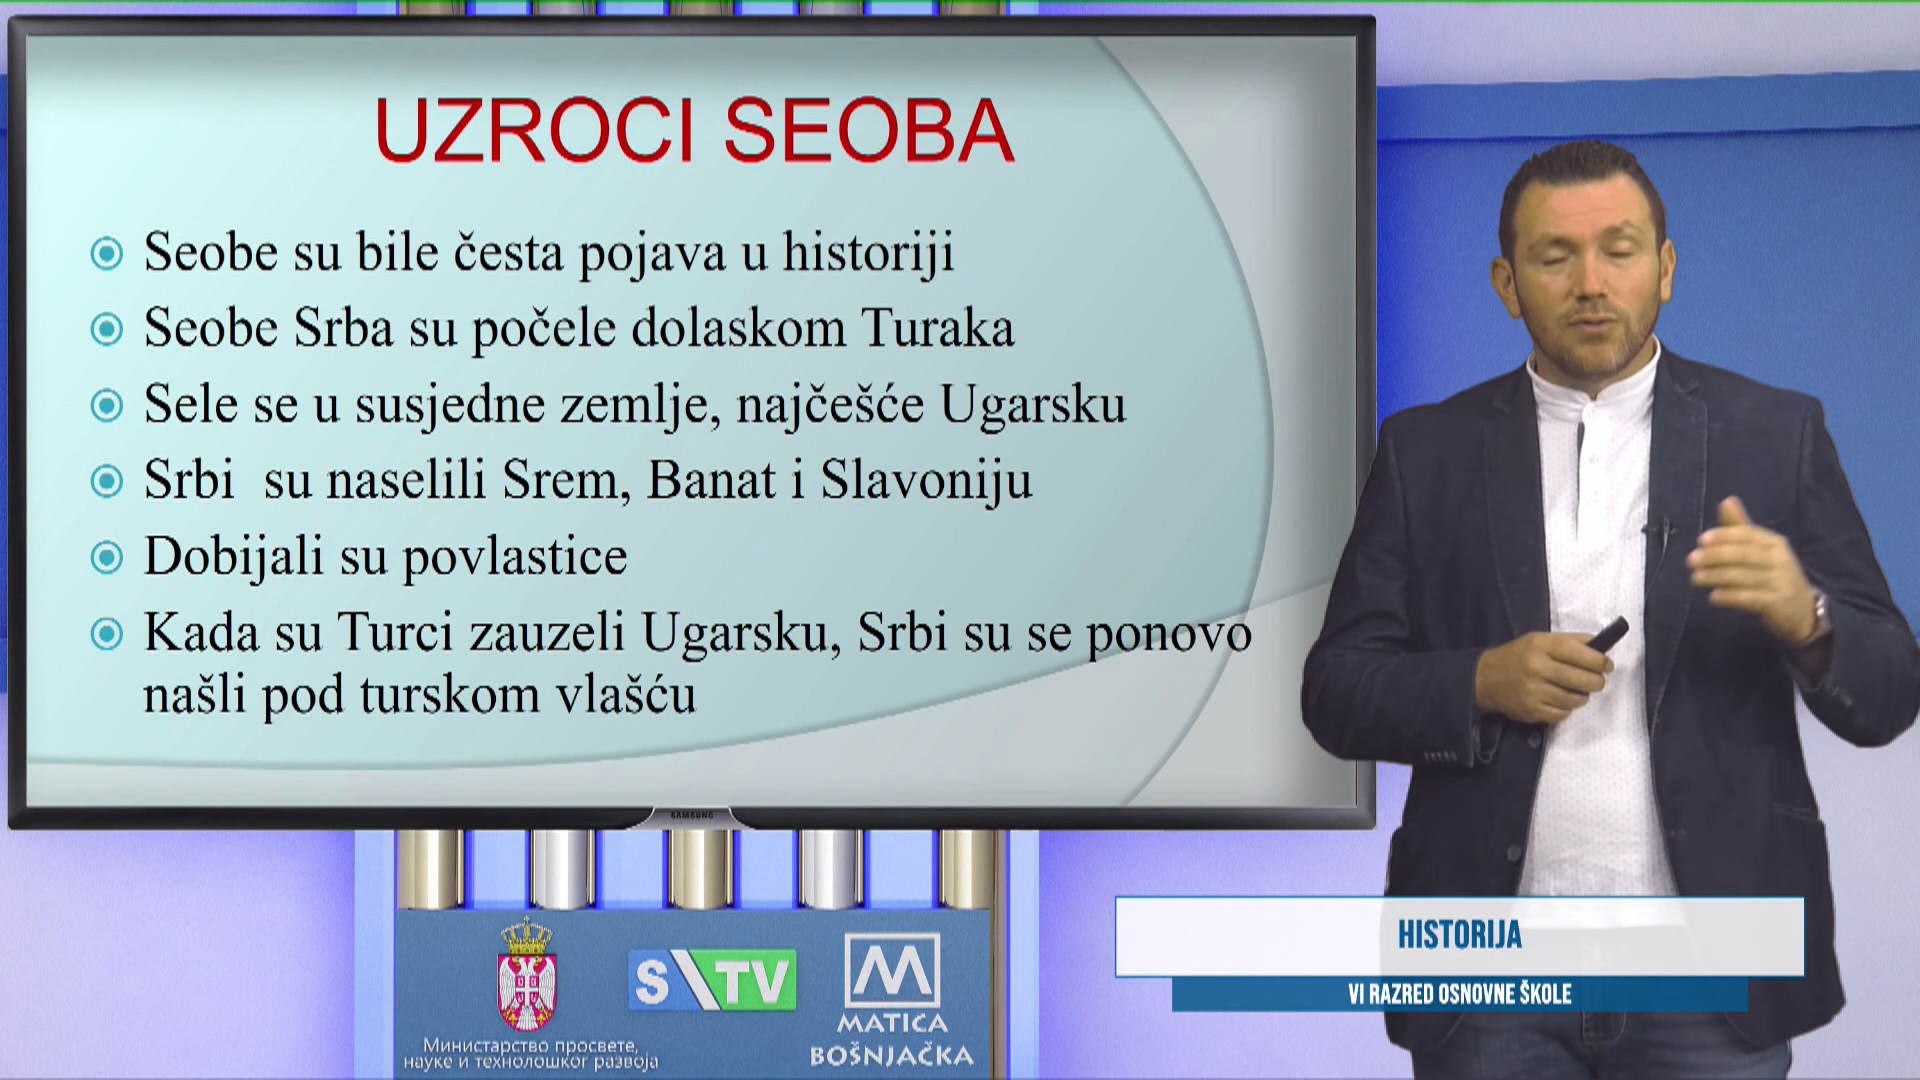 UZROCI SEOBA
Seobe su bile česta pojava u historiji
Seobe Srba su počele dolaskom Turaka
Sele se u susjedne zemlje, najčešće Ugarsku
Srbi  su naselili Srem, Banat i Slavoniju
Dobijali su povlastice
Kada su Turci zauzeli Ugarsku, Srbi su se ponovo
našli pod turskom vlašću
SAMSUNG
HISTORIJA
VI RAZRED OSNOVNE ŠKOLE
Министарство просвете,
науке и технолошког развоја
S TV
MATICA
BOŠNJAČKA